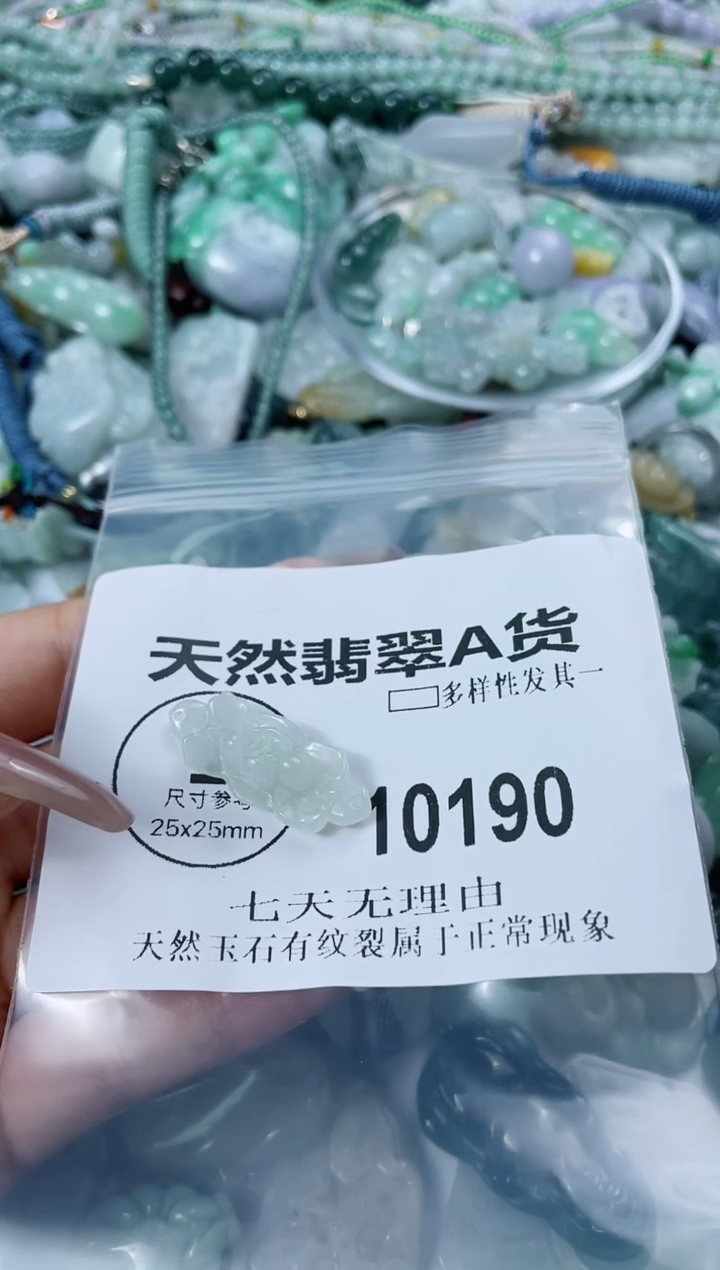 天然翡翠A货
多样性发其一
尺寸参
25x25mm
10190
七天无理由
天然玉石有纹裂属于正常现象